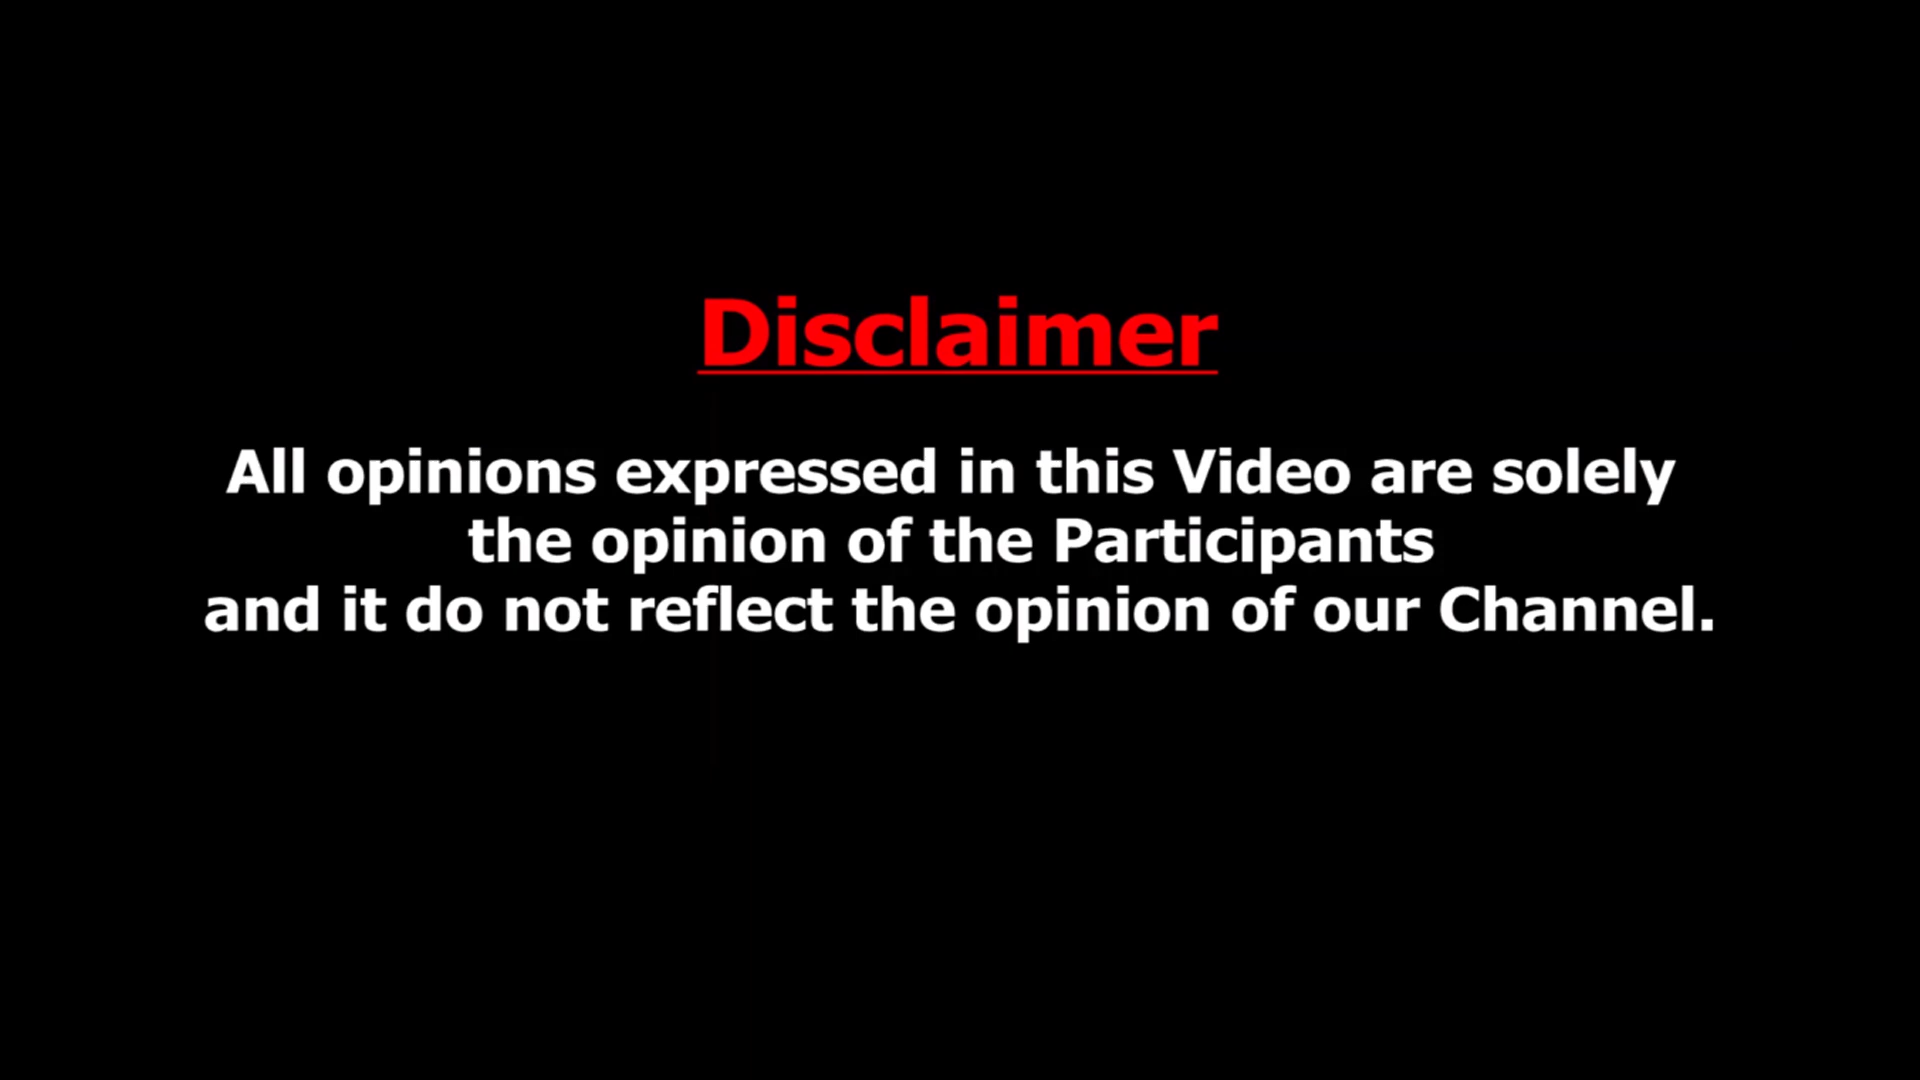 Disclaimer
All opinions expressed in this Video are solely
the opinion of the Participants
and it do not reflect the opinion of our Channel.